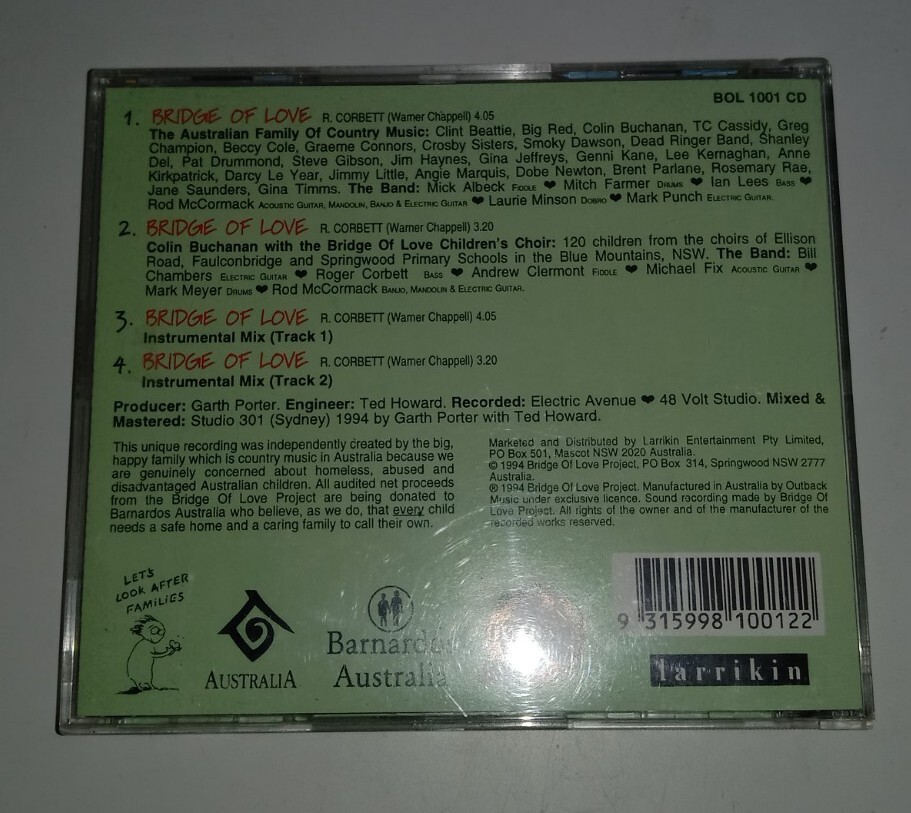 BOL 1001 CD
1. BRIDGE OF LOVE R. CORBETT (Warner Chappell) 4.05
The Australian Family Of Country Music: Clint Beattie, Big Red, Colin Buchanan, TC Cassidy, Greg
Champion, Beccy Cole, Graeme Connors, Crosby Sisters, Smoky Dawson, Dead Ringer Band, Shanley
Del, Pat Drummond, Steve Gibson, Jim Haynes, Gina Jeffreys, Genni Kane, Lee Kernaghan, Anne
Kirkpatrick, Darcy Le Year, Jimmy Little, Angie Marquis, Dobe Newton, Brent Parlane, Rosemary Rae,
Jane Saunders, Gina Timms. The Band: Mick Albeck FIDDLE ❤ Mitch Farmer DRUMS ❤ Ian Lees BASS ❤
Rod McCormack ACOUSTIC GUITAR, MANDOLIN, BANJO & ELECTRIC GUITAR ❤ Laurie Minson DOBRO ❤ Mark Punch ELECTRIC GUITAR.
2. BRIDGE OF LOVE R. CORBETT (Warner Chappell) 3.20
Colin Buchanan with the Bridge Of Love Children's Choir: 120 children from the choirs of Ellison
Road, Faulconbridge and Springwood Primary Schools in the Blue Mountains, NSW. The Band: Bill
Chambers ELECTRIC GUITAR ❤ Roger Corbett BASS ❤ Andrew Clermont FIDDLE ❤ Michael Fix ACOUSTIC GUITAR ❤
Mark Meyer DRUMS ❤ Rod McCormack BANJO, MANDOLIN & ELECTRIC GUITAR.
3. BRIDGE OF LOVE R. CORBETT (Warner Chappell) 4.05
Instrumental Mix (Track 1)
4. BRIDGE OF LOVE R. CORBETT (Warner Chappell) 3.20
Instrumental Mix (Track 2)
Producer: Garth Porter. Engineer: Ted Howard. Recorded: Electric Avenue ❤ 48 Volt Studio. Mixed &
Mastered: Studio 301 (Sydney) 1994 by Garth Porter with Ted Howard.
This unique recording was independently created by the big,
happy family which is country music in Australia because we
are genuinely concerned about homeless, abused and
disadvantaged Australian children. All audited net proceeds
from the Bridge Of Love Project are being donated to
Barnardos Australia who believe, as we do, that every child
needs a safe home and a caring family to call their own.
Marketed and Distributed by Larrikin Entertainment Pty Limited,
PO Box 501, Mascot NSW 2020 Australia.
© 1994 Bridge Of Love Project, PO Box 314, Springwood NSW 2777
Australia.
℗ 1994 Bridge Of Love Project. Manufactured in Australia by Outback
Music under exclusive licence. Sound recording made by Bridge Of
Love Project. All rights of the owner and of the manufacturer of the
recorded works reserved.
LET'S
LOOK AFTER
FAMILIES
AUSTRALIA
Barnardos
Australia
9 315998 100122
larrikin